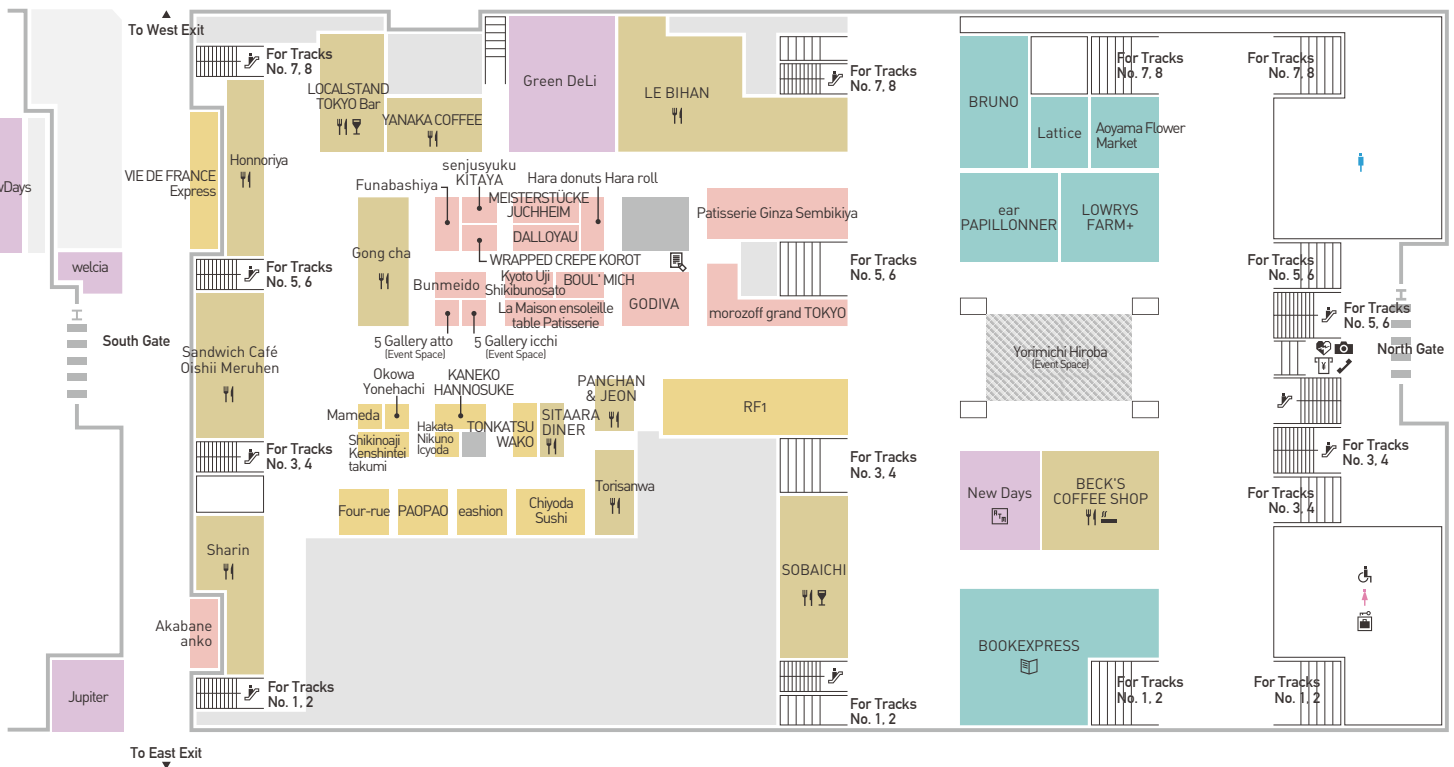 To West Exit
For Tracks
No. 7, 8
LOCALSTAND
TOKYO Bar
YANAKA COFFEE
Green DeLi
LE BIHAN
For Tracks
No. 7, 8
BRUNO
Lattice
Aoyama Flower
Market
For Tracks
No. 7, 8
For Tracks
No. 7, 8
wDays
VIE DE FRANCE
Express
Honnoriya
senjusyuku
KITAYA
Funabashiya
Hara donuts Hara roll
MEISTERSTÜCKE
JUCHHEIM
DALLOYAU
WRAPPED CREPE KOROT
Patisserie Ginza Sembikiya
ear
PAPILLONNER
LOWRYS
FARM+
welcia
For Tracks
No. 5, 6
Gong cha
Bunmeido
Kyoto Uji
Shikibunosato
BOUL' MICH
La Maison ensoleille
table Patisserie
GODIVA
morozoff grand TOKYO
For Tracks
No. 5, 6
For Tracks
No. 5, 6
For Tracks
No. 5, 6
South Gate
Sandwich Café
Oishii Meruhen
5 Gallery atto
(Event Space)
5 Gallery icchi
(Event Space)
Yorimichi Hiroba
(Event Space)
¥
North Gate
Okowa
Yonehachi
KANEKO
HANNOSUKE
PANCHAN
& JEON
Mameda
Shikinoaji
Kenshintei
takumi
Hakata
Nikuno
Icyoda
TONKATSU
WAKO
SITAARA
DINER
RF1
For Tracks
No. 3, 4
For Tracks
No. 3, 4
For Tracks
No. 3, 4
For Tracks
No. 3, 4
Four-rue
PAOPAO
eashion
Chiyoda
Sushi
Torisanwa
New Days
ATM
BECK'S
COFFEE SHOP
Sharin
SOBAICHI
Akabane
anko
BOOKEXPRESS
Jupiter
For Tracks
No. 1, 2
For Tracks
No. 1, 2
For Tracks
No. 1, 2
For Tracks
No. 1, 2
To East Exit